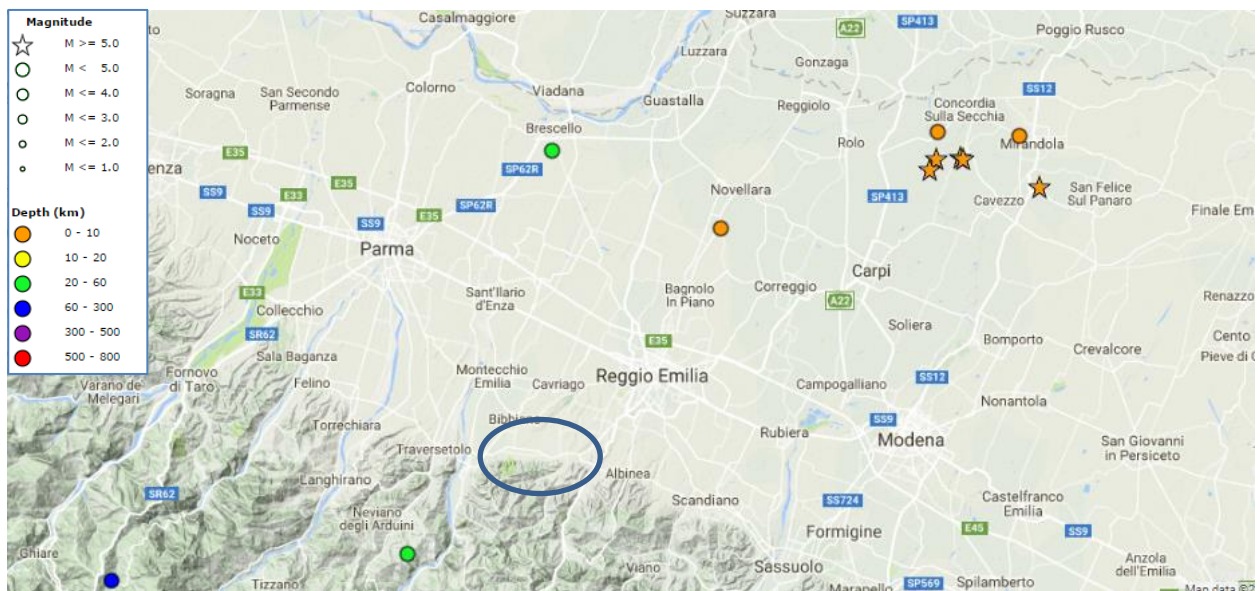 Magnitude
M >= 5.0
M < 5.0
M <= 4.0
M <= 3.0
M <= 2.0
M <= 1.0
Depth (km)
0 - 10
10 - 20
20 - 60
60 - 300
300 - 500
500 - 800
Casalmaggiore
Suzzara
SP413
A22
Poggio Rusco
Luzzara
Gonzaga
Soragna
San Secondo
Parmense
Colorno
Viadana
Guastalla
Reggiolo
Concordia
Sulla Secchia
SS12
Brescello
Rolo
Mirandola
E35
enza
SP62R
SS9
E33
E35
SP62R
Novellara
SP413
Cavezzo
San Felice
Sul Panaro
SS9
E35
SS9
Finale Em
Noceto
Parma
Carpi
E33
Sant'Ilario
d'Enza
Bagnolo
In Piano
Correggio
A22
Renazzo
Collecchio
Soliera
SR62
E35
Bomporto
Cento
Crevalcore
Pieve di C
Sala Baganza
Fornovo
di Taro
Felino
Montecchio
Emilia
Cavriago
Reggio Emilia
Campogalliano
SS12
Varano de'
Melegari
Nonantola
Torrechiara
Bibbiano
SS9
Rubiera
Modena
Traversetolo
San Giovanni
in Persiceto
Albinea
Langhirano
SR62
Scandiano
SS724
Castelfranco
Emilia
Neviano
degli Arduini
Formigine
E45
SS9
Ghiare
Viano
Sassuolo
Anzola
dell'Emilia
Tizzano
Maranello
SP569
Spilamberto
Map data